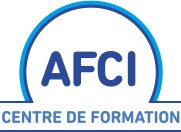 AFCI
CENTRE DE FORMATION